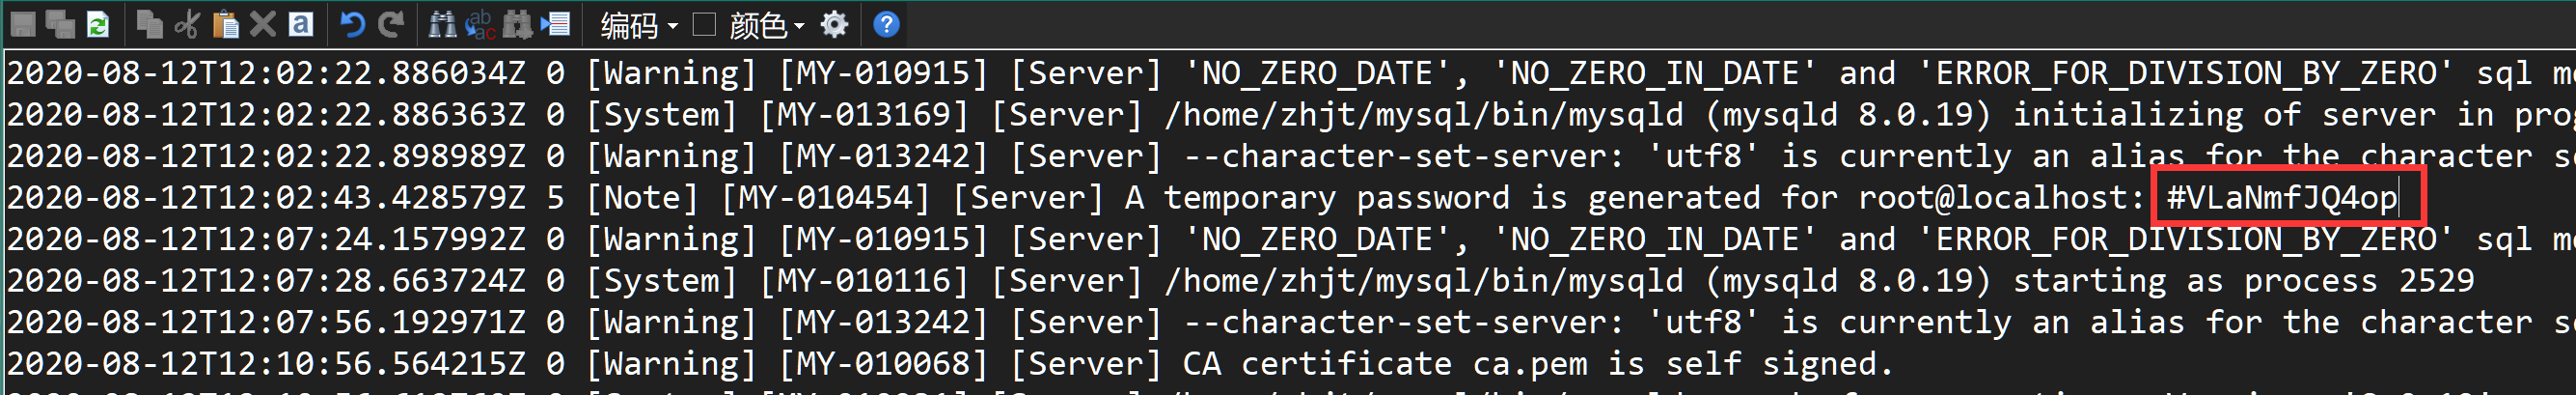 编码 颜色
2020-08-12T12:02:22.886034Z 0 [Warning] [MY-010915] [Server] 'NO_ZERO_DATE', 'NO_ZERO_IN_DATE' and 'ERROR_FOR_DIVISION_BY_ZERO' sql
2020-08-12T12:02:22.886363Z 0 [System] [MY-013169] [Server] /home/zhjt/mysql/bin/mysqld (mysqld 8.0.19) initializing of server in
2020-08-12T12:02:22.898989Z 0 [Warning] [MY-013242] [Server] --character-set-server: 'utf8' is currently an alias for the character
2020-08-12T12:02:43.428579Z 5 [Note] [MY-010454] [Server] A temporary password is generated for root@localhost: #VLaNmfJQ4op
2020-08-12T12:07:24.157992Z 0 [Warning] [MY-010915] [Server] 'NO_ZERO_DATE', 'NO_ZERO_IN_DATE' and 'ERROR_FOR_DIVISION_BY_ZERO' sql
2020-08-12T12:07:28.663724Z 0 [System] [MY-010116] [Server] /home/zhjt/mysql/bin/mysqld (mysqld 8.0.19) starting as process 2529
2020-08-12T12:07:56.192971Z 0 [Warning] [MY-013242] [Server] --character-set-server: 'utf8' is currently an alias for the character
2020-08-12T12:10:56.564215Z 0 [Warning] [MY-010068] [Server] CA certificate ca.pem is self signed.